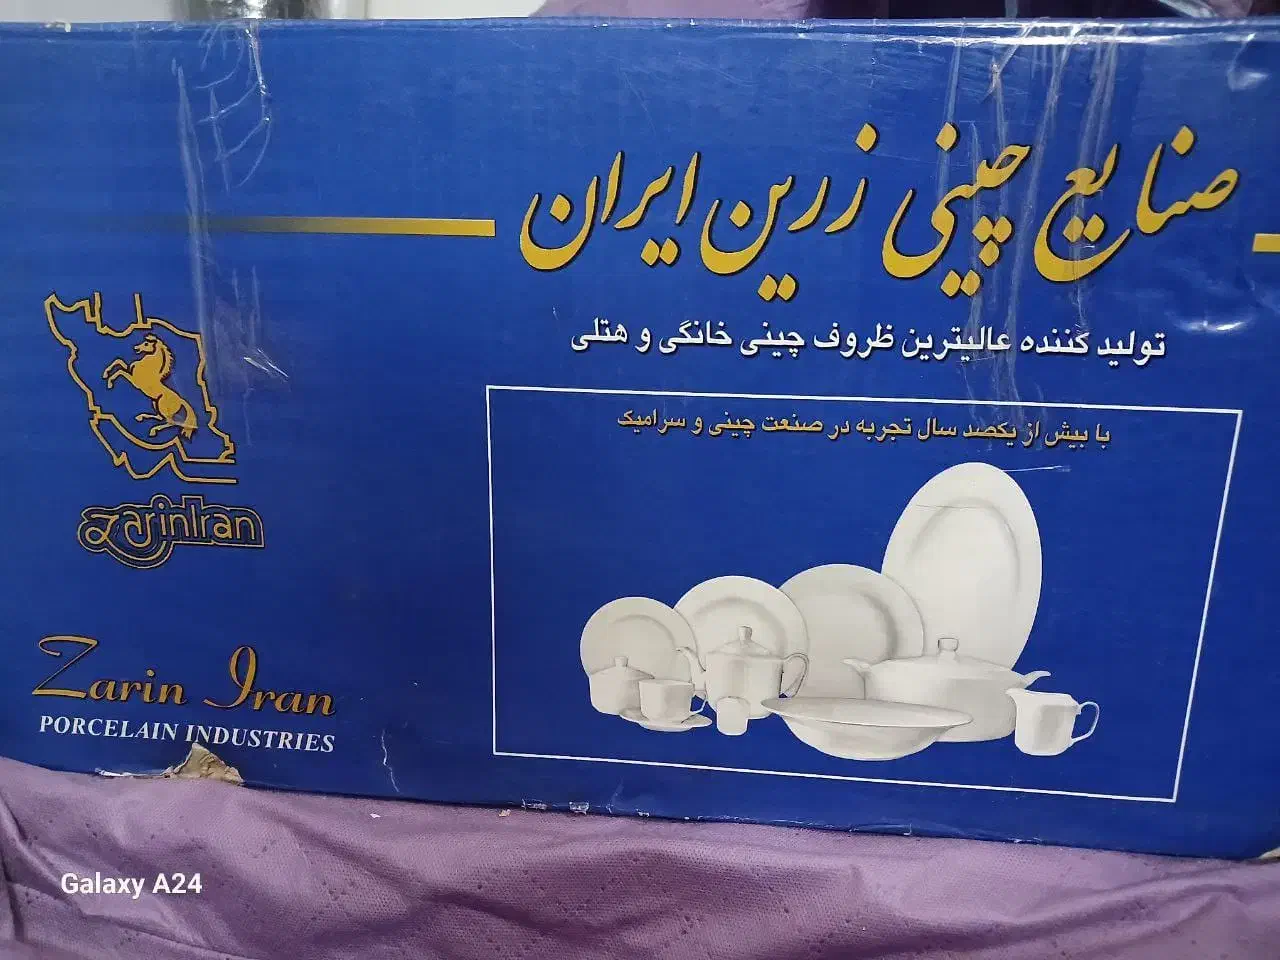 صنایع چینی زرین ایران
تولید کننده عالیترین ظروف چینی خانگی و هتلی
با بیش از یکصد سال تجربه در صنعت چینی و سرامیک
ZarinIran
Zarin Iran
PORCELAIN INDUSTRIES
Galaxy A24